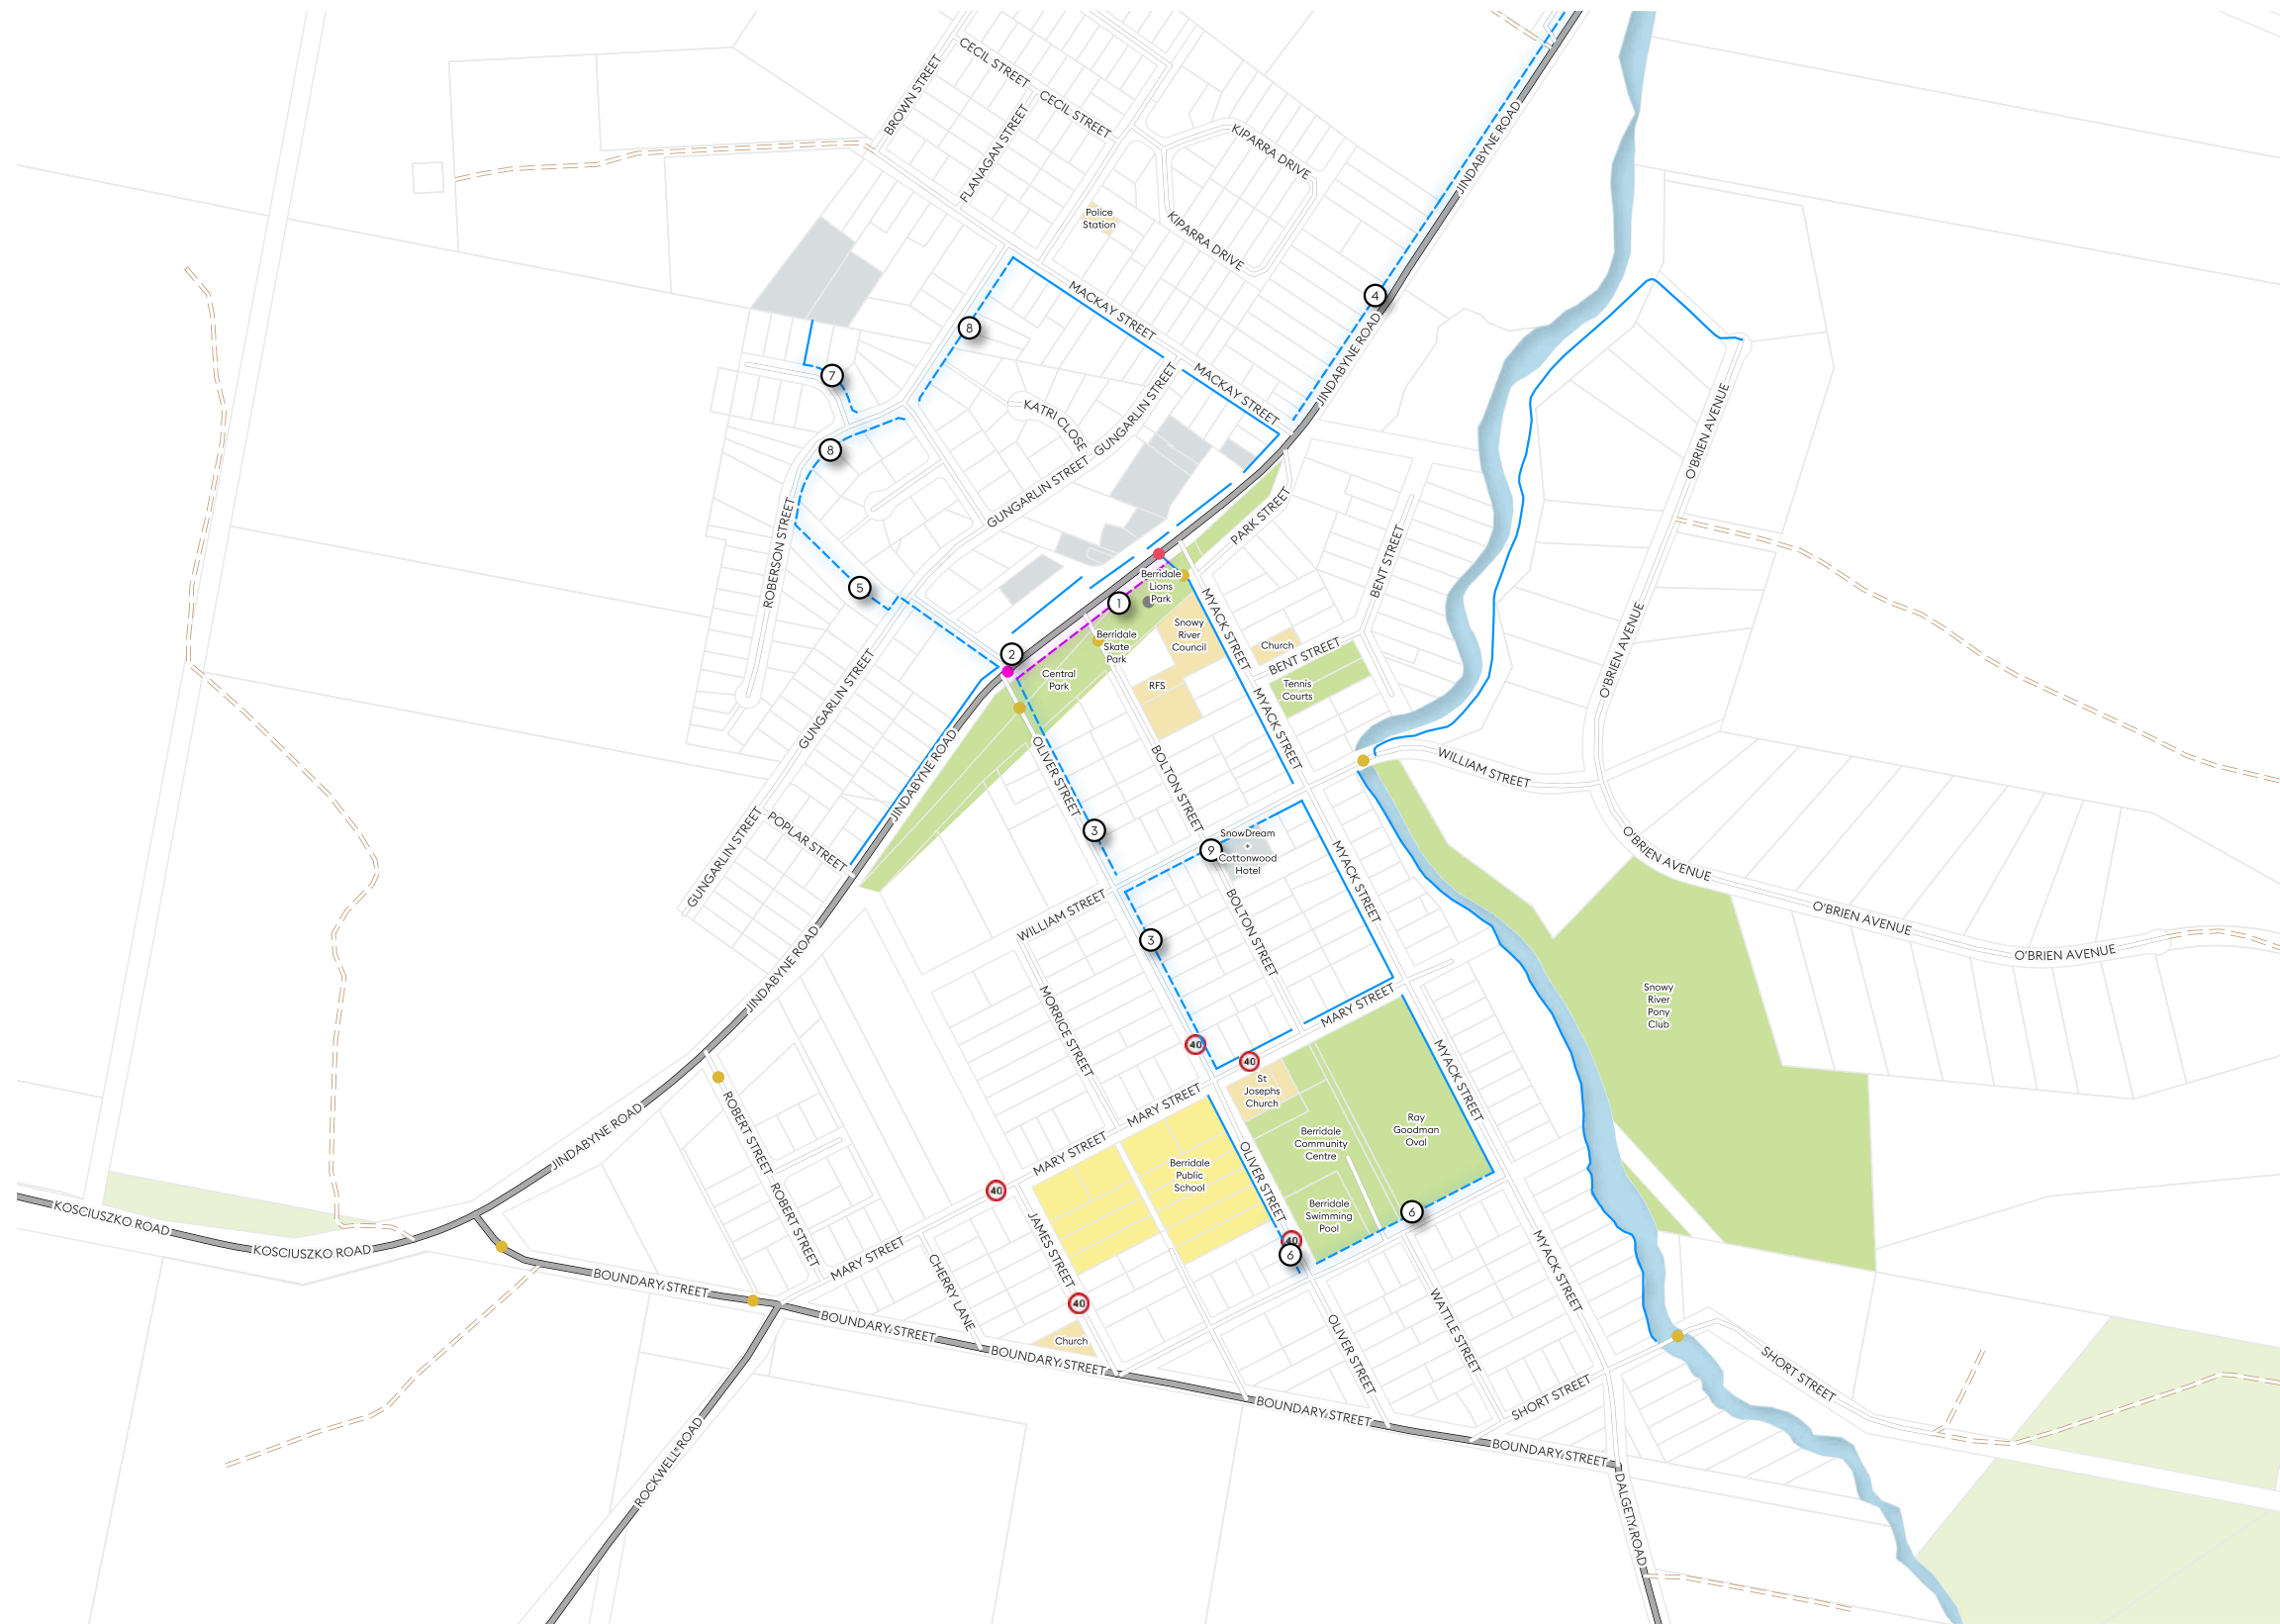 CECIL STREET
CECIL STREET
BROWN STREET
FLANAGAN STREET
KIPARRA DRIVE
KIPARRA DRIVE
JINDABYNE ROAD
Police
Station
4
8
MACKAY STREET
MACKAY STREET
JINDABYNE ROAD
7
KATRI CLOSE
GUNGARLIN STREET
GUNGARLIN STREET
8
O'BRIEN AVENUE
ROBERSON STREET
PARK STREET
BENT STREET
5
Berridale
Lions
Park
1
MYACK STREET
Snowy
River
Council
Berridale
Skate
Park
2
Church
BENT STREET
O'BRIEN AVENUE
Central
Park
RFS
Tennis
Courts
GUNGARLIN STREET
MYACK STREET
OLIVER STREET
BOLTON STREET
WILLIAM STREET
JINDABYNE ROAD
3
GUNGARLIN STREET
POPLAR STREET
9
SnowDream
+
Cottonwood
Hotel
O'BRIEN AVENUE
MYACK STREET
WILLIAM STREET
BOLTON STREET
O'BRIEN AVENUE
O'BRIEN AVENUE
3
JINDABYNE ROAD
MARY STREET
MORRICE STREET
Snowy
River
Pony
Club
40
40
St
Josephs
Church
MYACK STREET
MARY STREET
JINDABYNE ROAD
ROBERT STREET
MARY STREET
Berridale
Public
School
Berridale
Community
Centre
Ray
Goodman
Oval
OLIVER STREET
40
ROBERT STREET
Berridale
Swimming
Pool
6
KOSCIUSZKO ROAD
KOSCIUSZKO ROAD
MARY STREET
JAMES STREET
40
6
MYACK STREET
CHERRY LANE
BOUNDARY STREET
40
BOUNDARY STREET
Church
BOUNDARY STREET
OLIVER STREET
WATTLE STREET
SHORT STREET
SHORT STREET
BOUNDARY STREET
BOUNDARY STREET
ROCKWELL ROAD
DALGETY ROAD